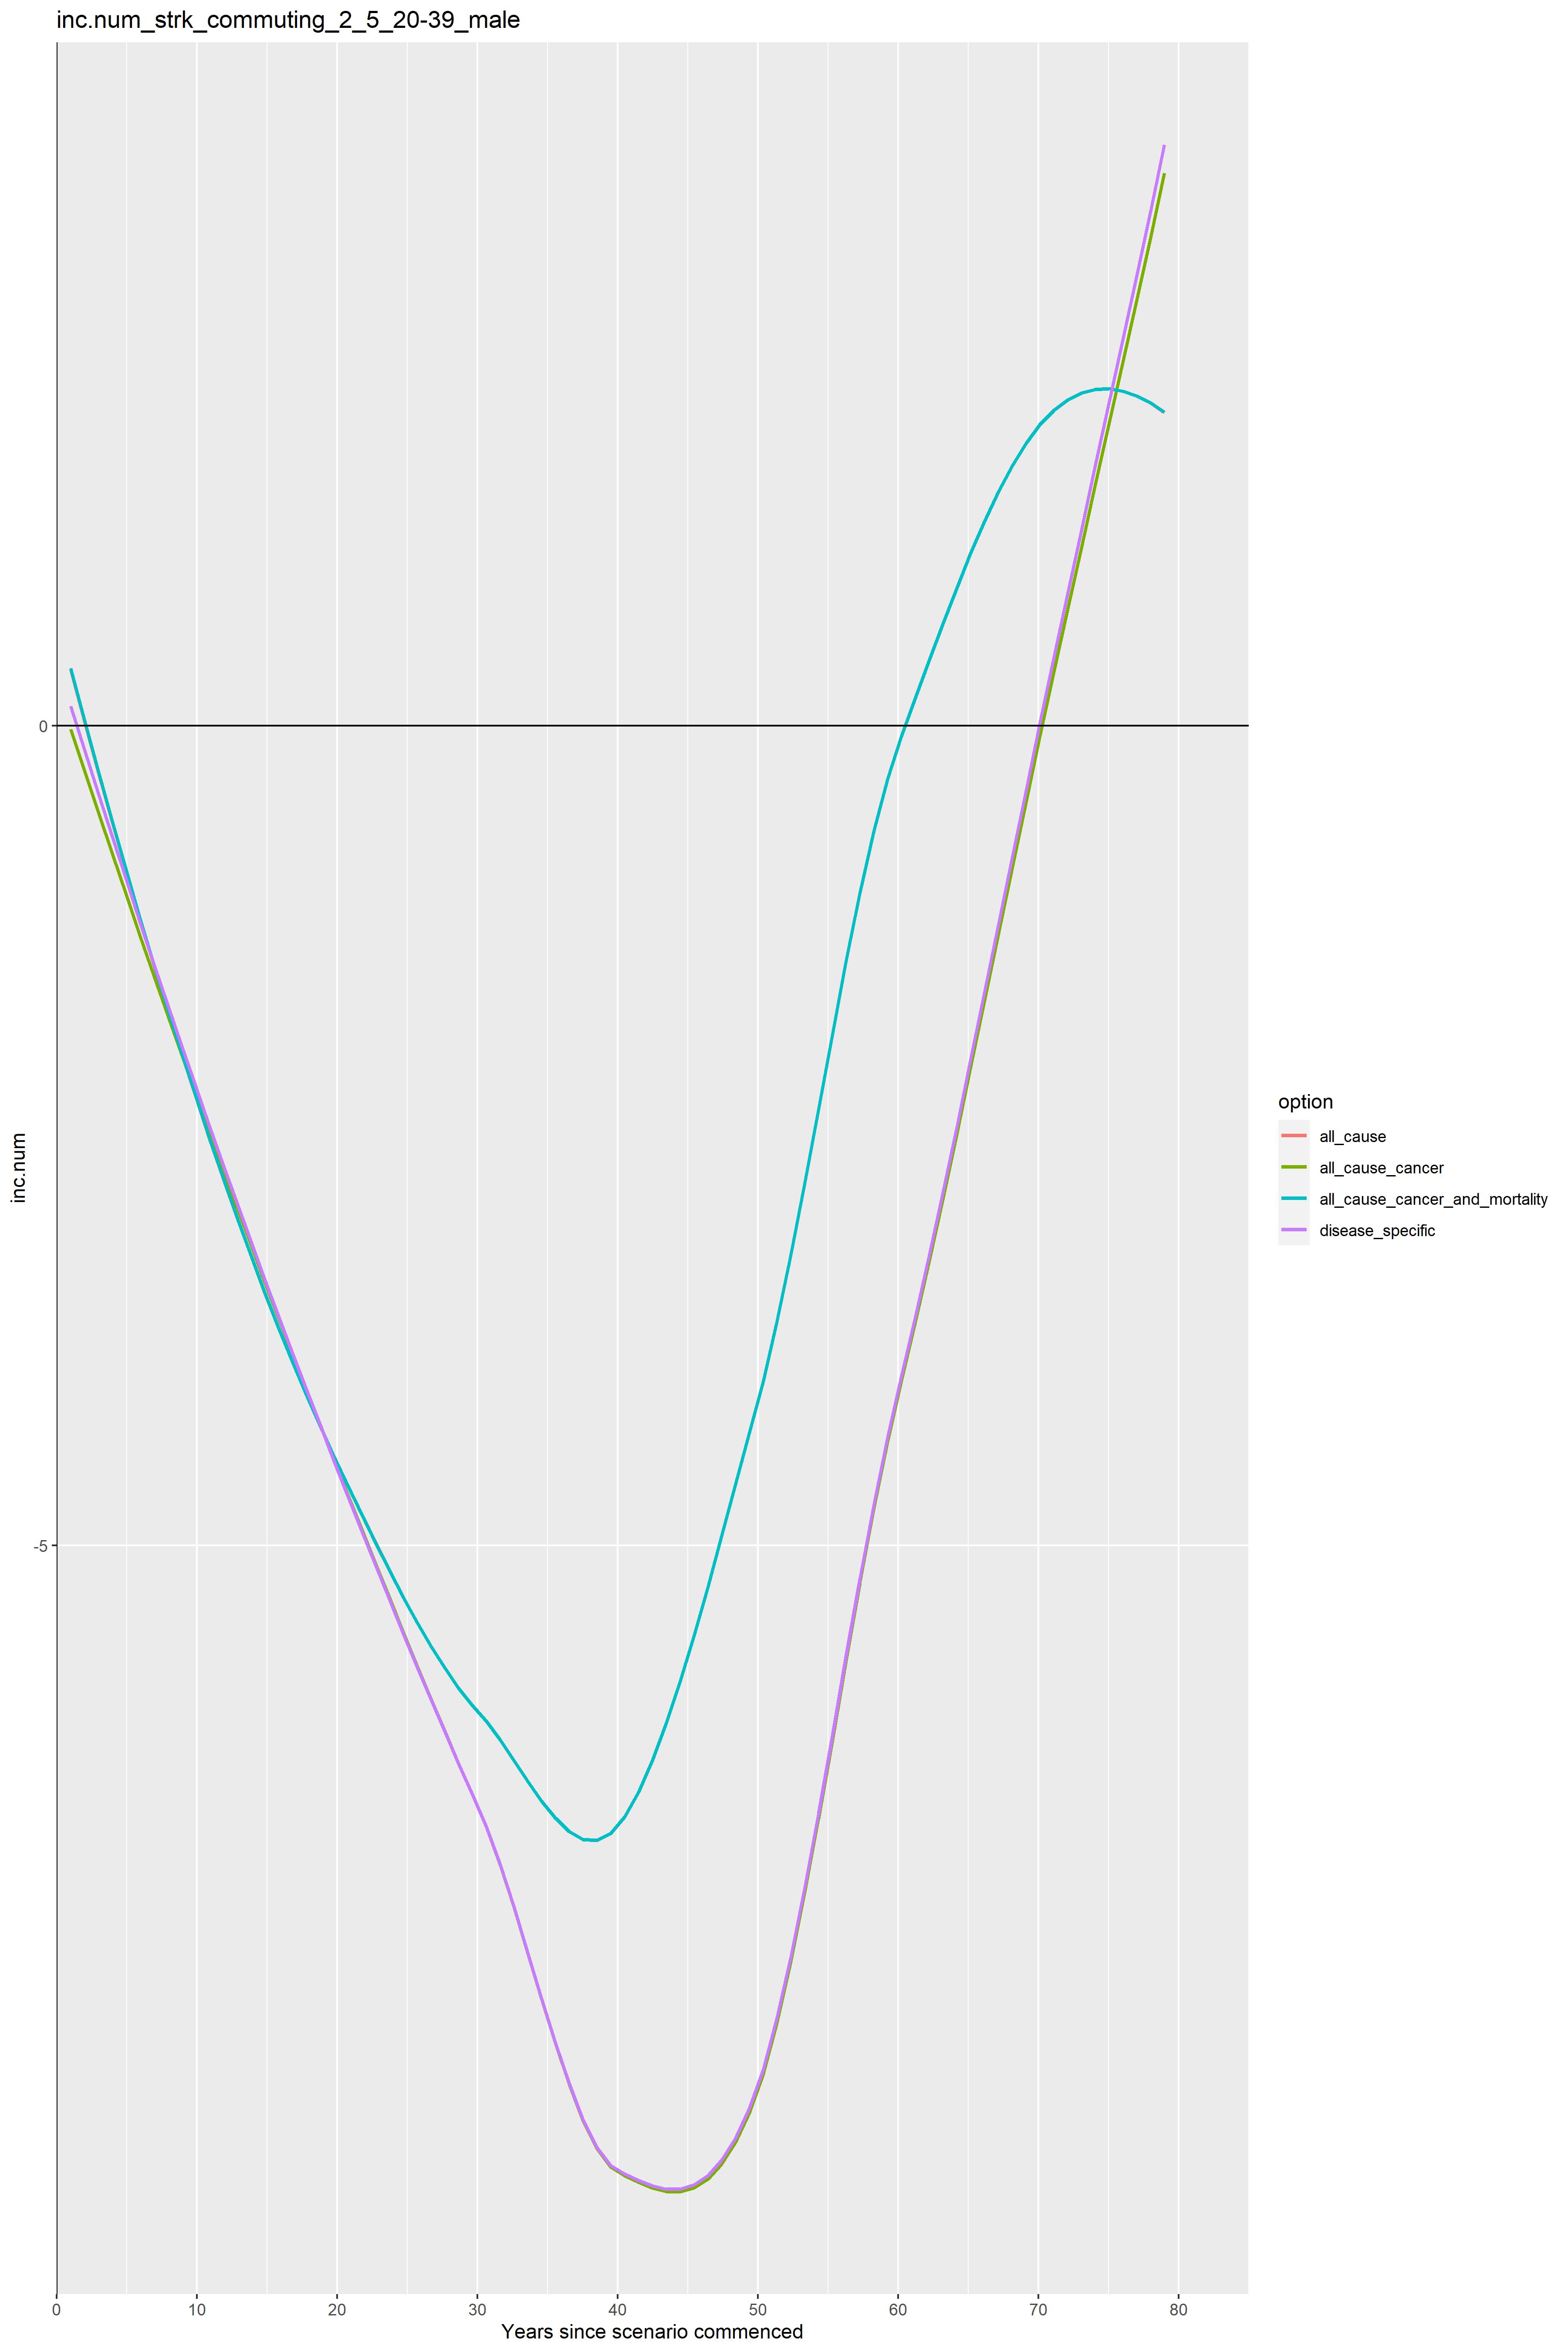 inc.num_strk_commuting_2_5_20-39_male
inc.num
0
-5
0 10 20 30 40 50 60 70 80
Years since scenario commenced
option
all_cause
all_cause_cancer
all_cause_cancer_and_mortality
disease_specific